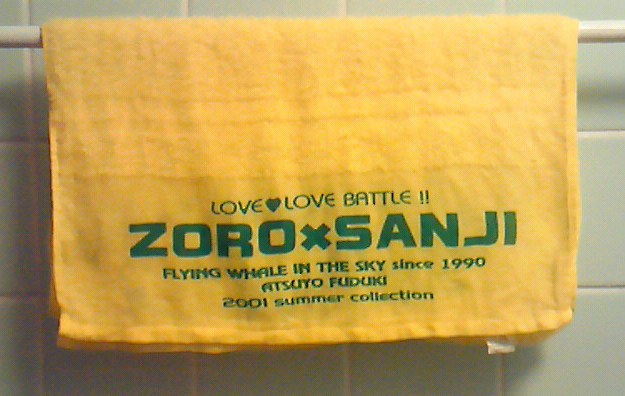 LOVE♥LOVE BATTLE !!
ZORO×SANJI
FLYING WHALE IN THE SKY since 1990
ATSUYO FUDUKI
2001 summer collection